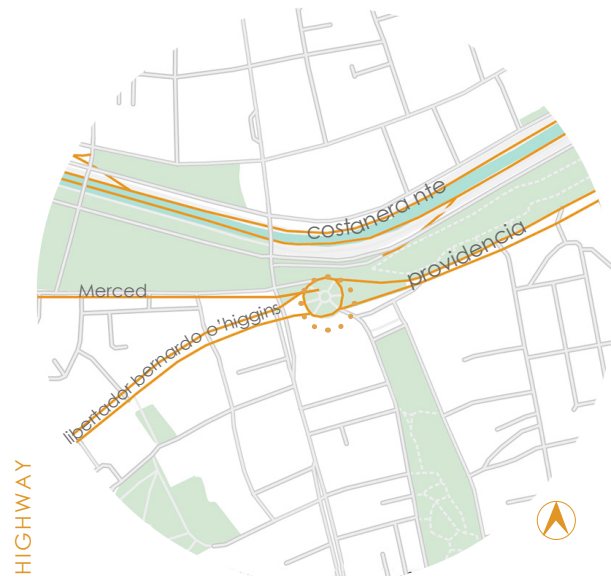 costanera nte
providencia
Merced
libertador bernardo o'higgins
HIGHWAY